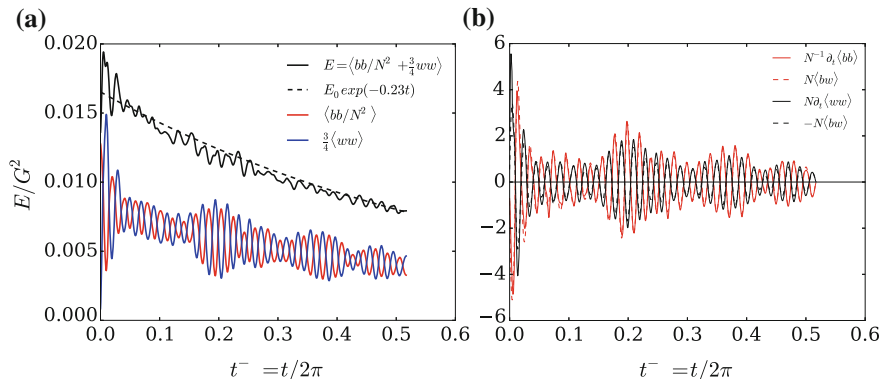 (a)
0.020
0.015
0.010
0.005
0.000
E/G²
0.0 0.1 0.2 0.3 0.4 0.5 0.6
t⁻ =t/2π
E=⟨bb/N² +¾ww⟩
E₀exp(−0.23t)
⟨bb/N² ⟩
¾⟨ww⟩
(b)
6
4
2
0
−2
−4
−6
0.0 0.1 0.2 0.3 0.4 0.5 0.6
t⁻ =t/2π
N⁻¹∂ₜ⟨bb⟩
N⟨bw⟩
N∂ₜ⟨ww⟩
−N⟨bw⟩